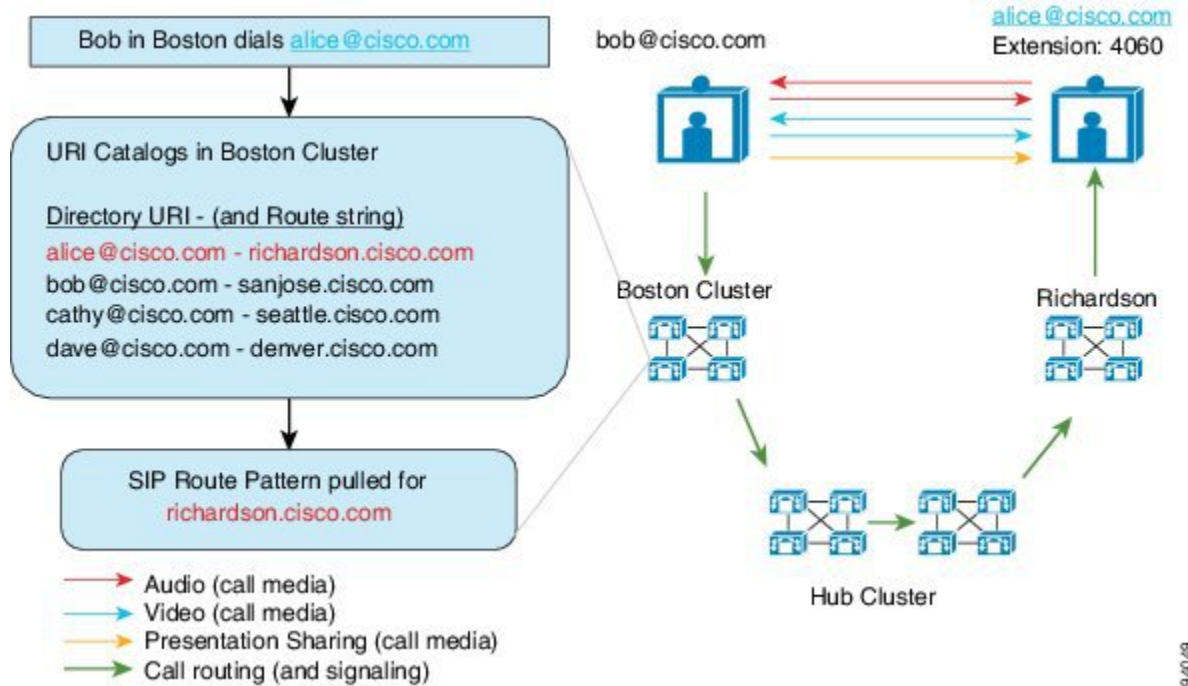 Bob in Boston dials alice@cisco.com
URI Catalogs in Boston Cluster
Directory URI - (and Route string)
alice@cisco.com - richardson.cisco.com
bob@cisco.com - sanjose.cisco.com
cathy@cisco.com - seattle.cisco.com
dave@cisco.com - denver.cisco.com
SIP Route Pattern pulled for
richardson.cisco.com
Audio (call media)
Video (call media)
Presentation Sharing (call media)
Call routing (and signaling)
bob@cisco.com
alice@cisco.com
Extension: 4060
Boston Cluster
Richardson
Hub Cluster